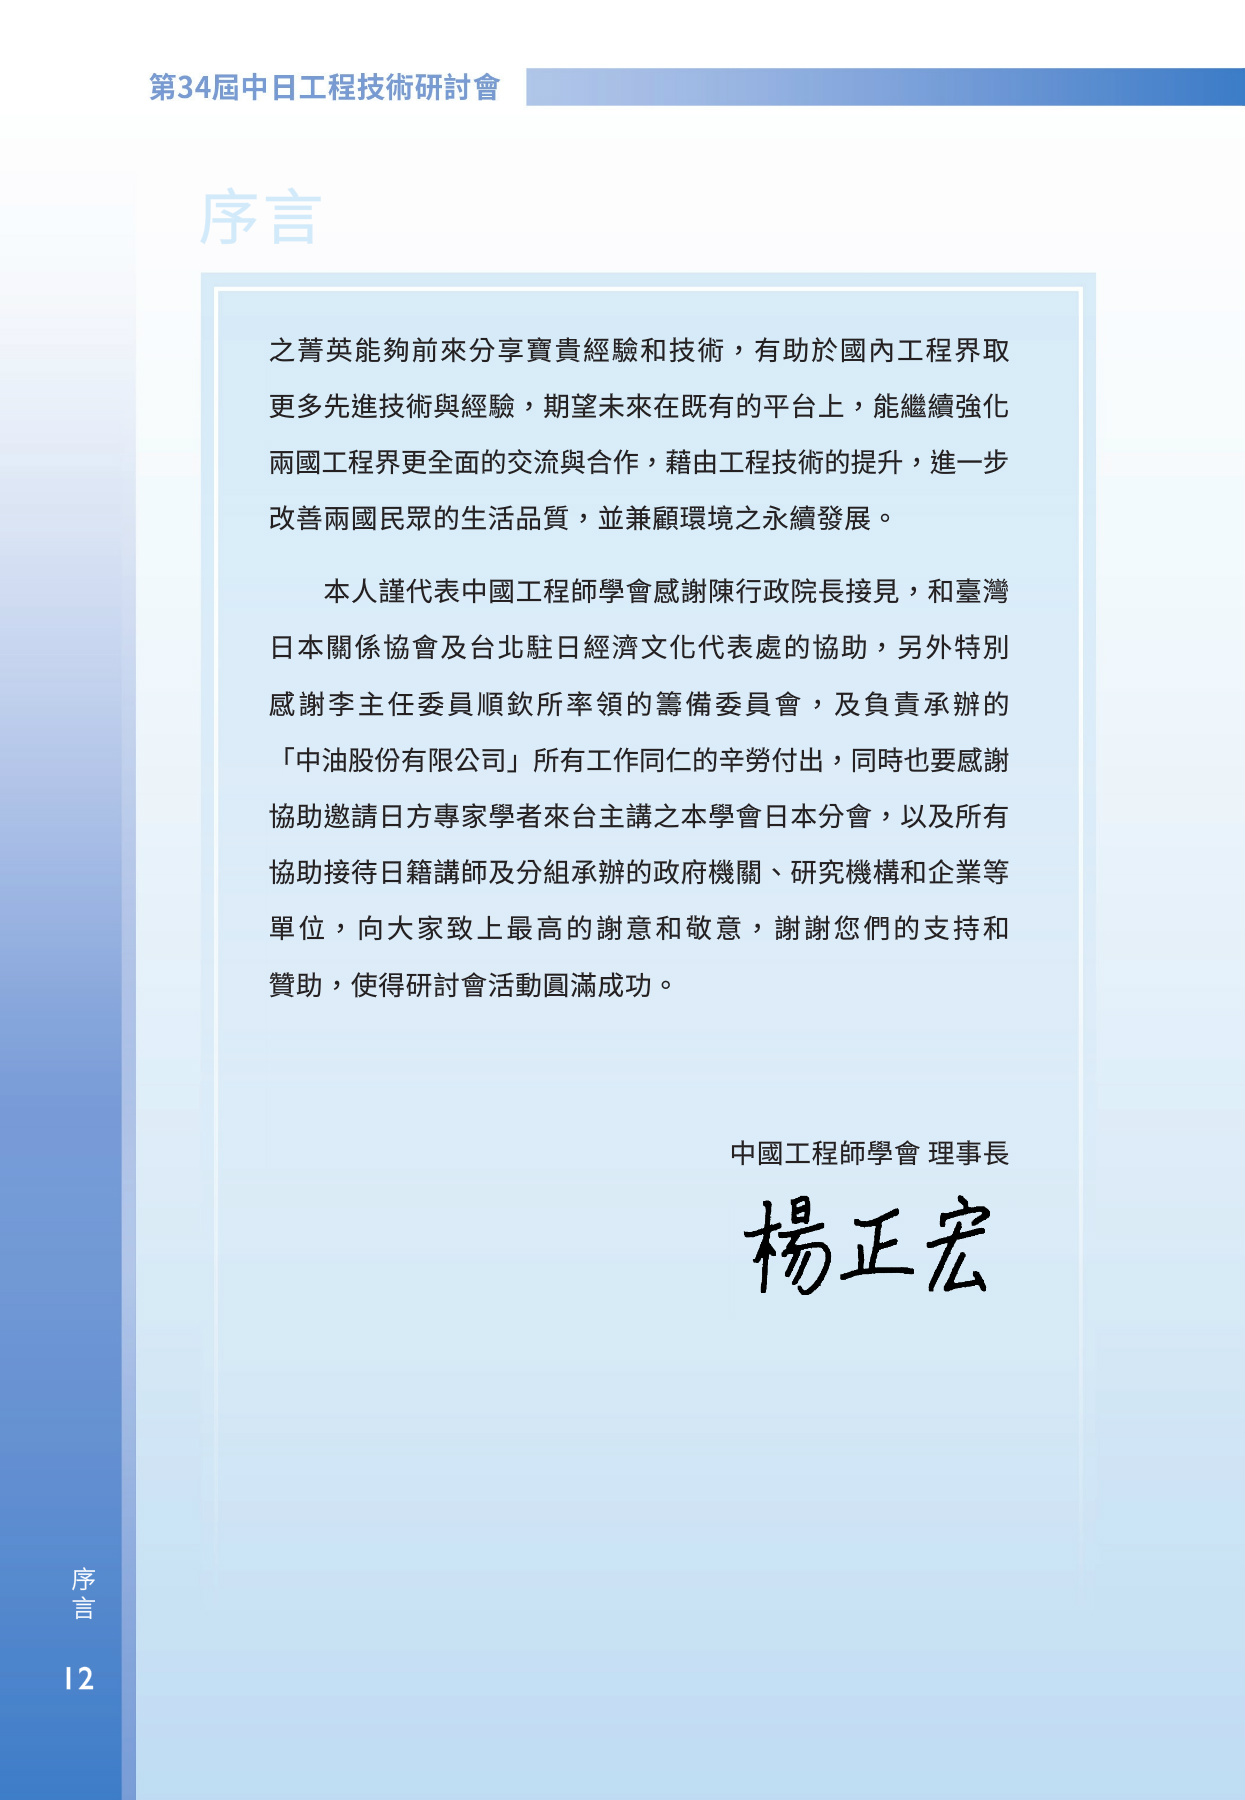 第34屆中日工程技術研討會
序言
之菁英能夠前來分享寶貴經驗和技術，有助於國內工程界取
更多先進技術與經驗，期望未來在既有的平台上，能繼續強化
兩國工程界更全面的交流與合作，藉由工程技術的提升，進一步
改善兩國民眾的生活品質，並兼顧環境之永續發展。
本人謹代表中國工程師學會感謝陳行政院長接見，和臺灣
日本關係協會及台北駐日經濟文化代表處的協助，另外特別
感謝李主任委員順欽所率領的籌備委員會，及負責承辦的
「中油股份有限公司」所有工作同仁的辛勞付出，同時也要感謝
協助邀請日方專家學者來台主講之本學會日本分會，以及所有
協助接待日籍講師及分組承辦的政府機關、研究機構和企業等
單位，向大家致上最高的謝意和敬意，謝謝您們的支持和
贊助，使得研討會活動圓滿成功。
中國工程師學會 理事長
楊正宏
序言
12